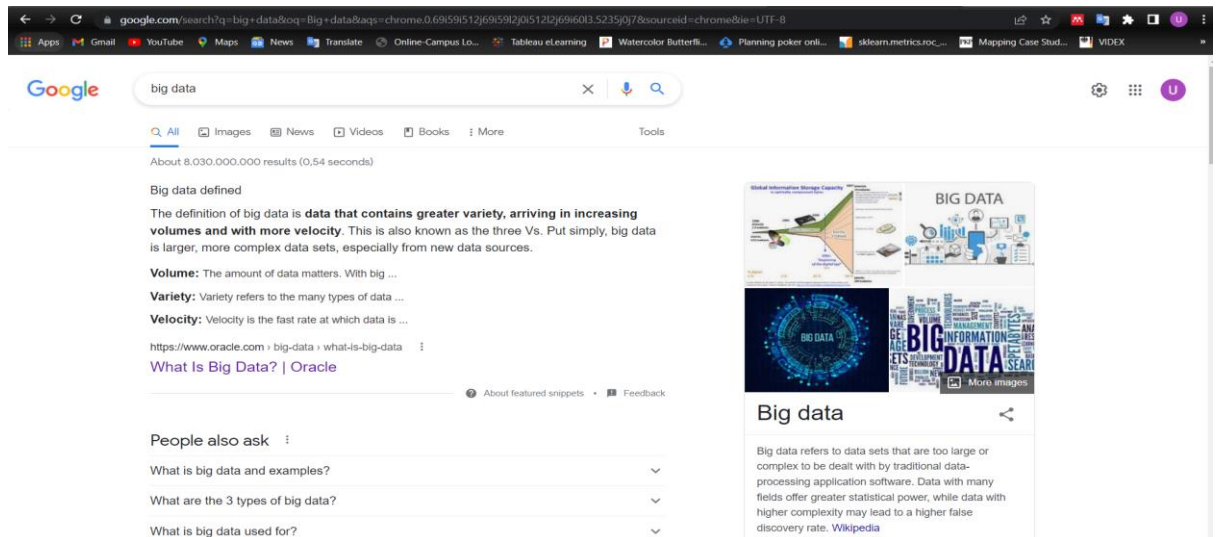 google.com/search?q=big+data&oq=Big+data&aqs=chrome.0.69i59i512j69i59l2j0i512l2j69i60l3.5235j0j7&sourceid=chrome&ie=UTF-8
Apps Gmail YouTube Maps News Translate Online-Campus Lo... Tableau eLearning Watercolor Butterfli... Planning poker onli... sklearn.metrics.roc_... Mapping Case Stud... VIDEX »
Google
big data
U
All Images News Videos Books More Tools
About 8.030.000.000 results (0,54 seconds)
Big data defined
The definition of big data is data that contains greater variety, arriving in increasing
volumes and with more velocity. This is also known as the three Vs. Put simply, big data
is larger, more complex data sets, especially from new data sources.
Volume: The amount of data matters. With big ...
Variety: Variety refers to the many types of data ...
Velocity: Velocity is the fast rate at which data is ...
https://www.oracle.com › big-data › what-is-big-data
What Is Big Data? | Oracle
About featured snippets • Feedback
People also ask
What is big data and examples?
What are the 3 types of big data?
What is big data used for?
Global Information Storage Capacity
BIG DATA
BIG DATA
BIG DATA
INFORMATION
MANAGEMENT
VOLUME
PETABYTES
More images
Big data
Big data refers to data sets that are too large or
complex to be dealt with by traditional data-
processing application software. Data with many
fields offer greater statistical power, while data with
higher complexity may lead to a higher false
discovery rate. Wikipedia